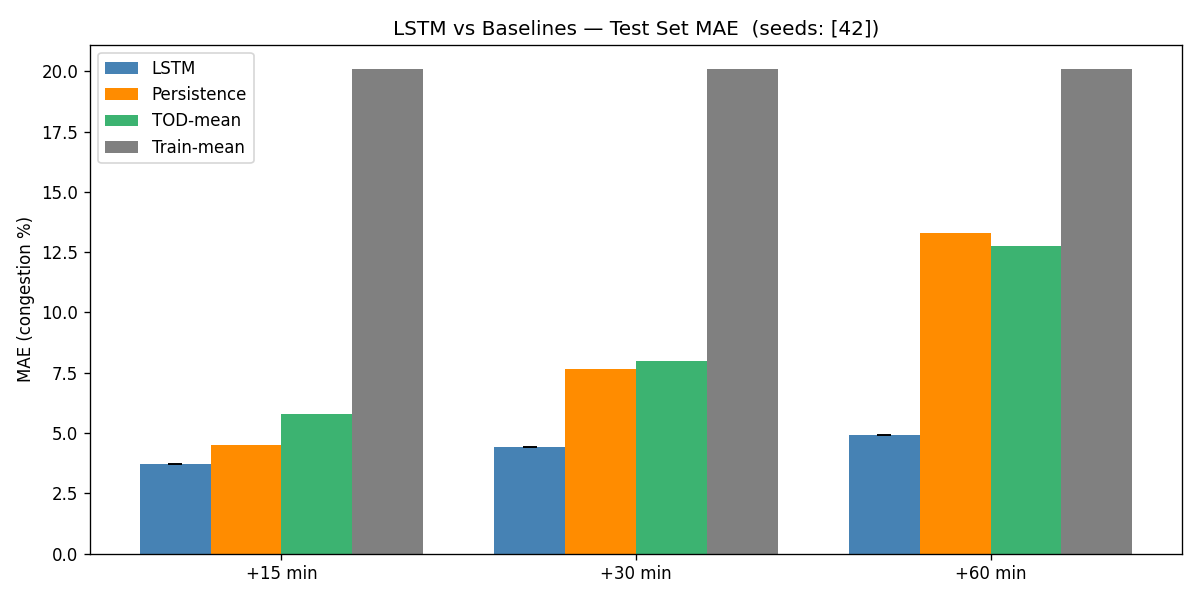 LSTM vs Baselines — Test Set MAE  (seeds: [42])
LSTM
Persistence
TOD-mean
Train-mean
MAE (congestion %)
20.0
17.5
15.0
12.5
10.0
7.5
5.0
2.5
0.0
+15 min
+30 min
+60 min